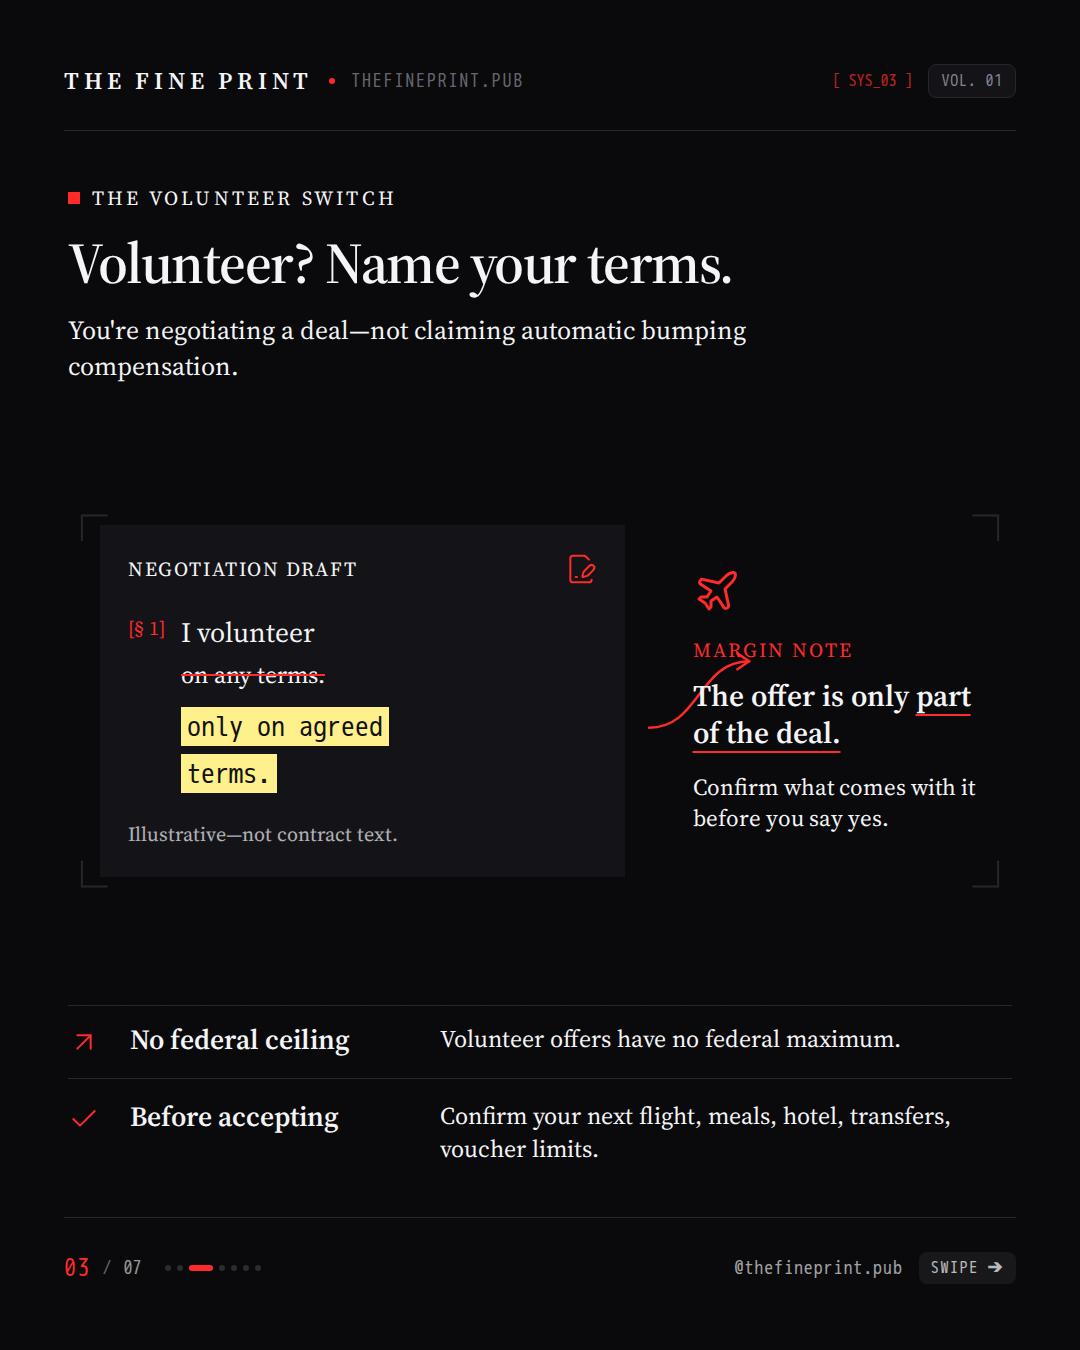 THE FINE PRINT • THEFINEPRINT.PUB
[ SYS_03 ] VOL. 01
THE VOLUNTEER SWITCH
Volunteer? Name your terms.
You're negotiating a deal—not claiming automatic bumping
compensation.
NEGOTIATION DRAFT
[§ 1] I volunteer
on any terms.
only on agreed
terms.
Illustrative—not contract text.
MARGIN NOTE
The offer is only part
of the deal.
Confirm what comes with it
before you say yes.
No federal ceiling
Volunteer offers have no federal maximum.
Before accepting
Confirm your next flight, meals, hotel, transfers,
voucher limits.
03 / 07
@thefineprint.pub
SWIPE ➔